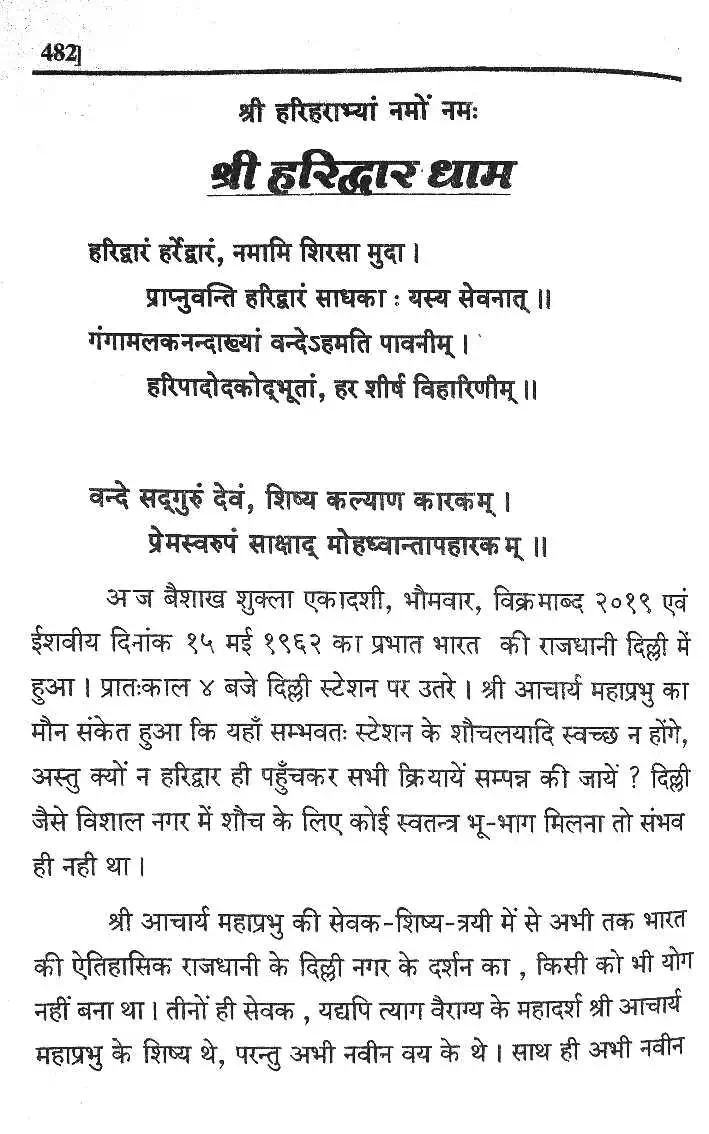 482]
श्री हरिहराभ्यां नमों नमः
श्री हरिद्वार धाम
हरिद्वारं हरेंद्वारं, नमामि शिरसा मुदा ।
प्राप्नुवन्ति हरिद्वारं साधकाः यस्य सेवनात् ॥
गंगामलकनन्दाख्यां वन्देऽहमति पावनीम् ।
हरिपादोदकोद्भूतां, हर शीर्ष विहारिणीम् ॥
वन्दे सद्गुरुं देवं, शिष्य कल्याण कारकम् ।
प्रेमस्वरुपं साक्षाद् मोहध्वान्तापहारकम् ॥
अज बैशाख शुक्ला एकादशी, भौमवार, विक्रमाब्द २०१९ एवं
ईशवीय दिनांक १५ मई १९६२ का प्रभात भारत की राजधानी दिल्ली में
हुआ । प्रातःकाल ४ बजे दिल्ली स्टेशन पर उतरे । श्री आचार्य महाप्रभु का
मौन संकेत हुआ कि यहाँ सम्भवतः स्टेशन के शौचलयादि स्वच्छ न होंगे,
अस्तु क्यों न हरिद्वार ही पहुँचकर सभी क्रियायें सम्पन्न की जायें ? दिल्ली
जैसे विशाल नगर में शौच के लिए कोई स्वतन्त्र भू-भाग मिलना तो संभव
ही नही था ।
श्री आचार्य महाप्रभु की सेवक-शिष्य-त्रयी में से अभी तक भारत
की ऐतिहासिक राजधानी के दिल्ली नगर के दर्शन का , किसी को भी योग
नहीं बना था । तीनों ही सेवक , यद्यपि त्याग वैराग्य के महादर्श श्री आचार्य
महाप्रभु के शिष्य थे, परन्तु अभी नवीन वय के थे । साथ ही अभी नवीन